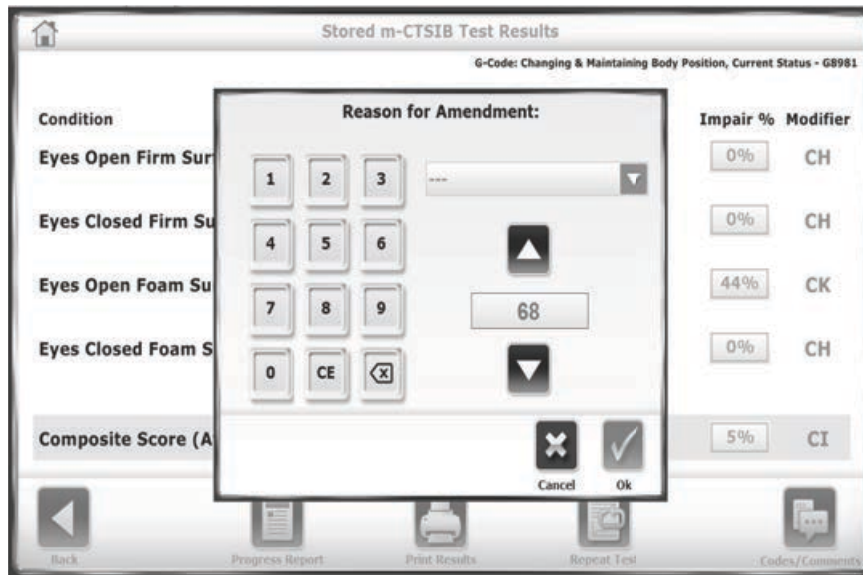 Stored m-CTSIB Test Results
G-Code: Changing & Maintaining Body Position, Current Status - G8981
Condition
Impair % Modifier
Eyes Open Firm Sur
0% CH
Eyes Closed Firm Su
0% CH
Eyes Open Foam Su
44% CK
Eyes Closed Foam S
0% CH
Composite Score (A
5% CI
Reason for Amendment:
1 2 3
---
4 5 6
7 8 9
68
0 CE
Cancel Ok
Back Progress Report Print Results Repeat Test Codes/Comments